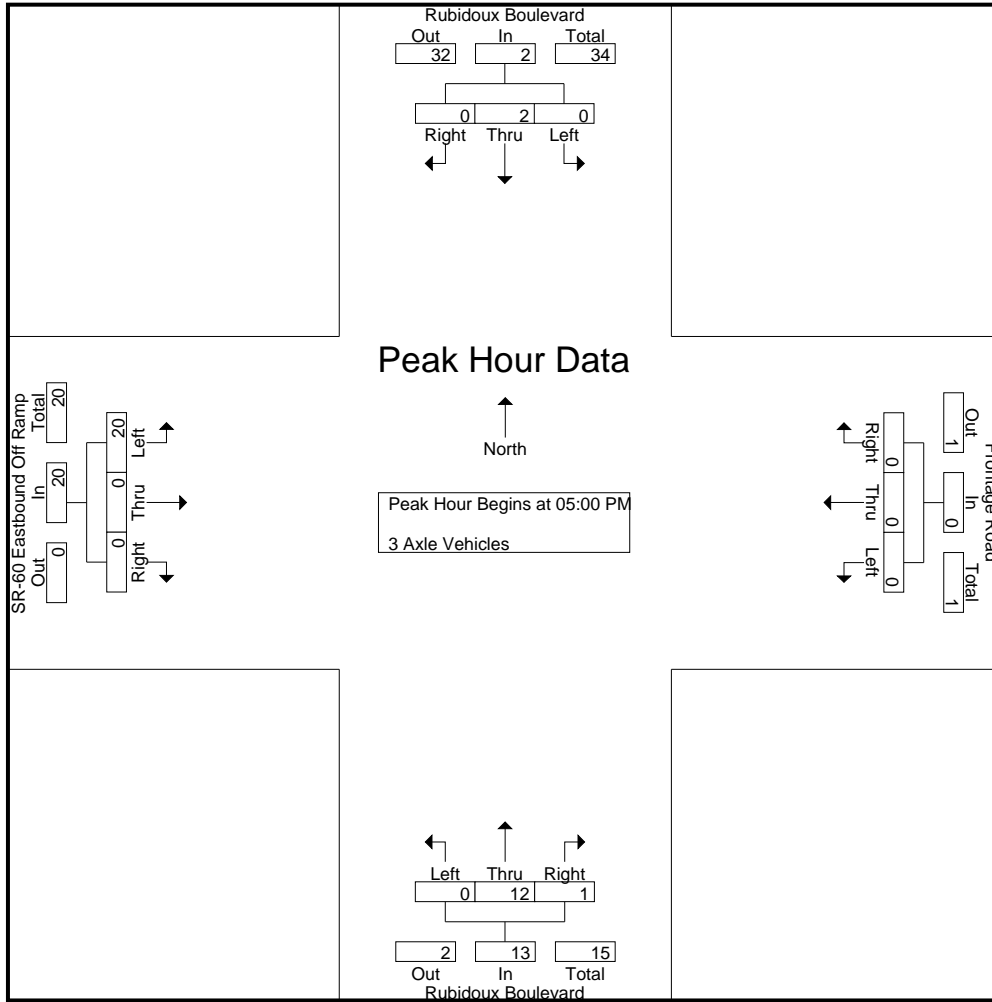 Rubidoux Boulevard
Out In Total
32 2 34
0 2 0
Right Thru Left
Peak Hour Data
North
Peak Hour Begins at 05:00 PM
3 Axle Vehicles
SR-60 Eastbound Off Ramp
Out In Total
0 20 20
0 0 20
Right Thru Left
Frontage Road
Out In Total
1 0 1
0 0 0
Right Thru Left
Left Thru Right
0 12 1
2 13 15
Out In Total
Rubidoux Boulevard